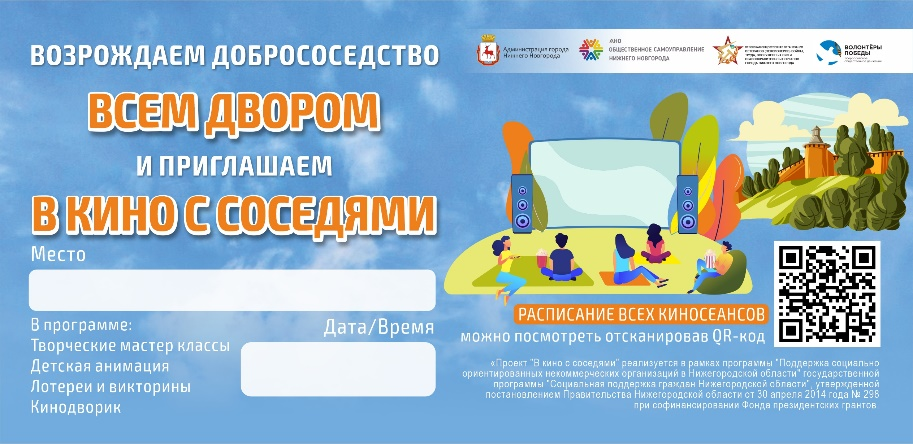 ВОЗРОЖДАЕМ ДОБРОСОСЕДСТВО
ВСЕМ ДВОРОМ
И ПРИГЛАШАЕМ
В КИНО С СОСЕДЯМИ
Место
В программе:
Творческие мастер классы
Детская анимация
Лотереи и викторины
Кинодворик
Дата/Время
Администрация города
Нижнего Новгорода
АНО
ОБЩЕСТВЕННОЕ САМОУПРАВЛЕНИЕ
НИЖНЕГО НОВГОРОДА
ВОЛОНТЁРЫ
ПОБЕДЫ
РАСПИСАНИЕ ВСЕХ КИНОСЕАНСОВ
можно посмотреть отсканировав QR-код
«Проект "В кино с соседями" реализуется в рамках программы "Поддержка социально
ориентированных некоммерческих организаций в Нижегородской области" государственной
программы "Социальная поддержка граждан Нижегородской области", утвержденной
постановлением Правительства Нижегородской области от 30 апреля 2014 года № 298
при софинансировании Фонда президентских грантов.